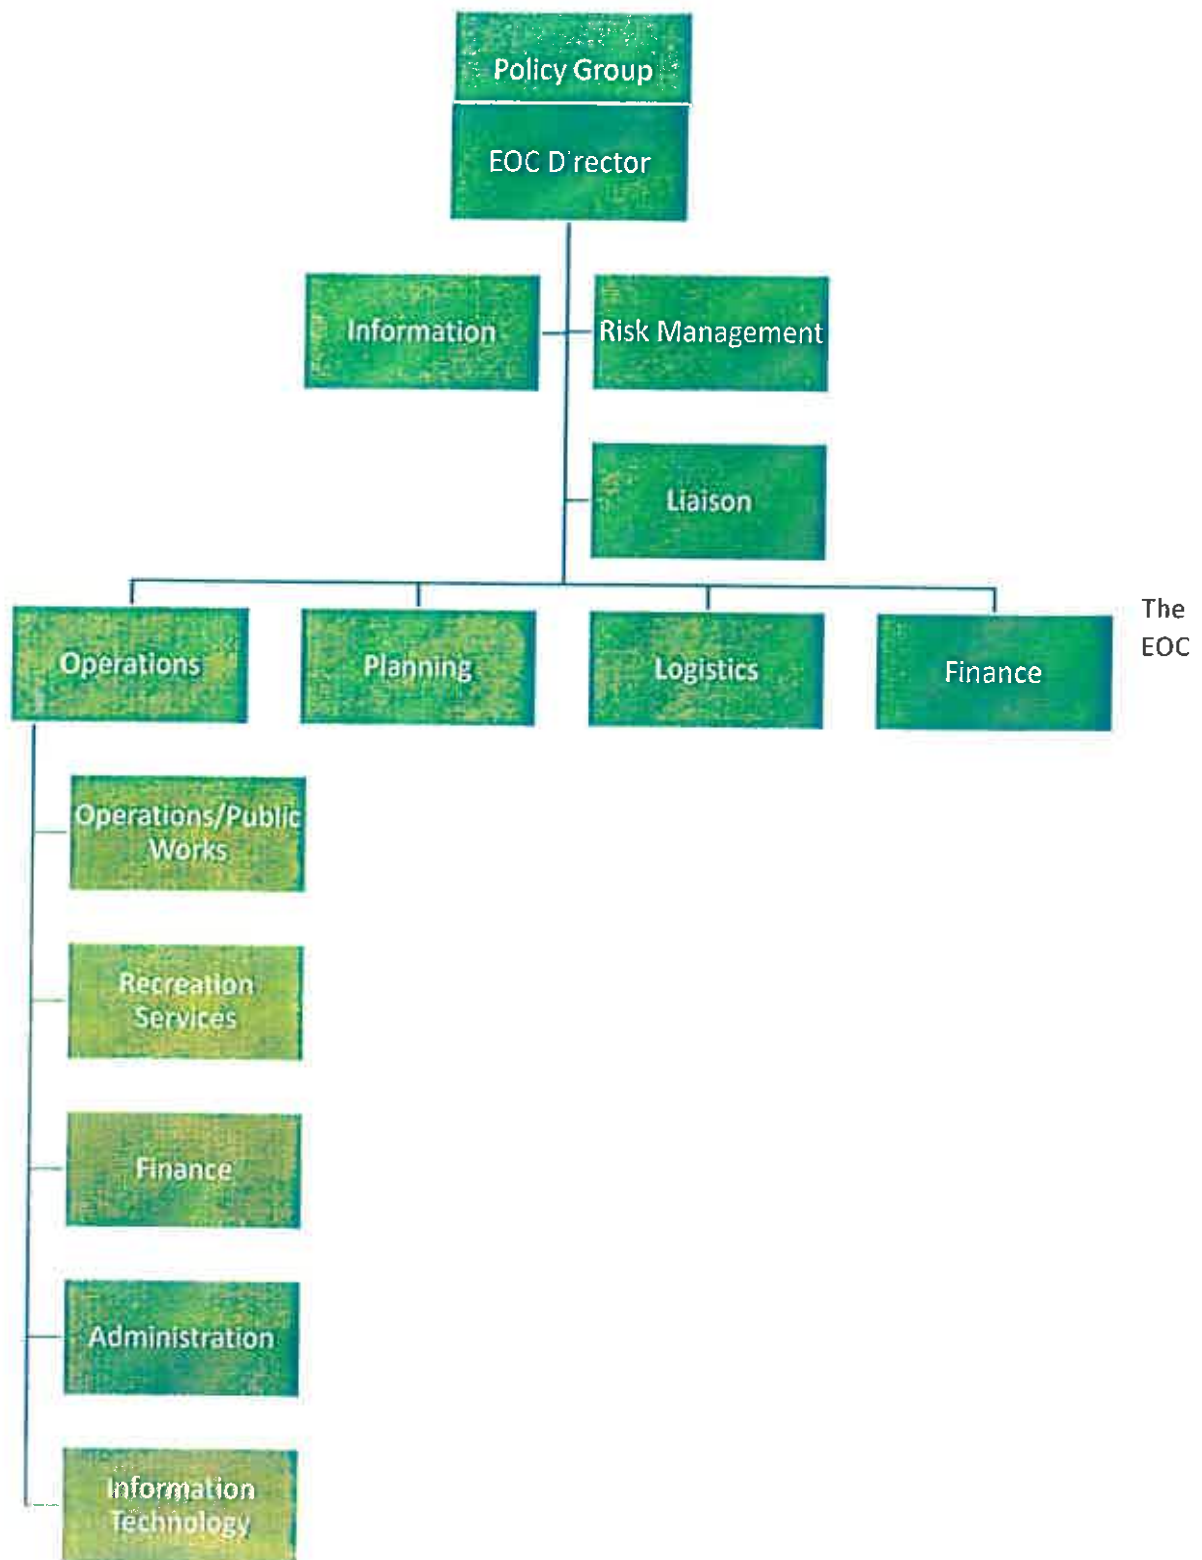 Policy Group
EOC Director
Information
Risk Management
Liaison
Operations
Planning
Logistics
Finance
The
EOC
Operations/Public
Works
Recreation
Services
Finance
Administration
Information
Technology